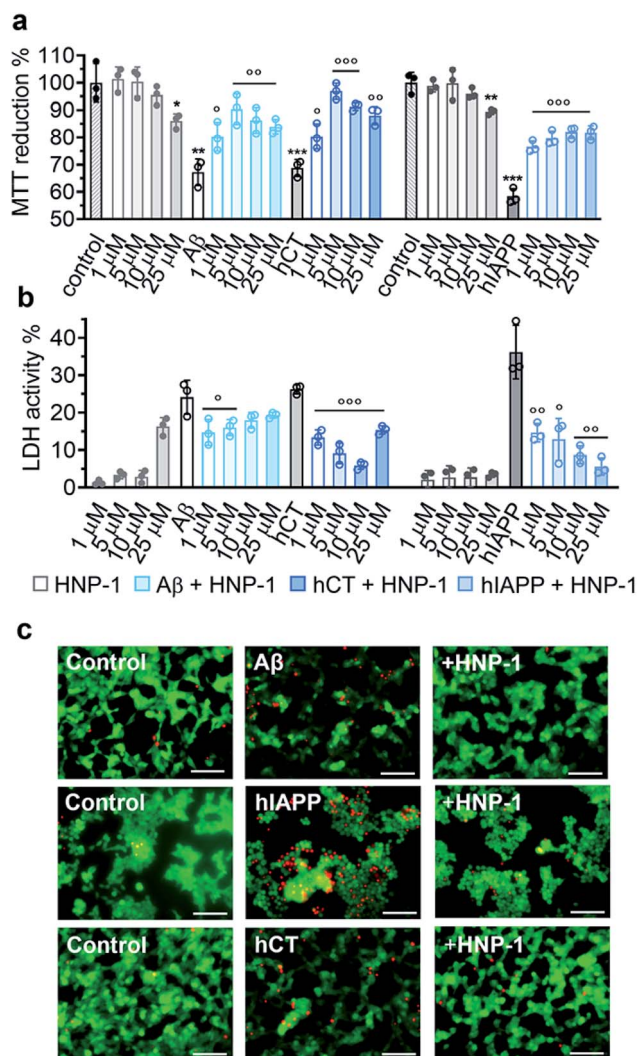 a
MTT reduction %
110
100
90
80
70
60
50
* ** ° °° *** ° °°° °° ** *** °°°
control 1 μM 5 μM 10 μM 25 μM Aβ 1 μM 5 μM 10 μM 25 μM hCT 1 μM 5 μM 10 μM 25 μM control 1 μM 5 μM 10 μM 25 μM hIAPP 1 μM 5 μM 10 μM 25 μM
b
LDH activity %
40
30
20
10
0
° °°° °° ° °°
1 μM 5 μM 10 μM 25 μM Aβ 1 μM 5 μM 10 μM 25 μM hCT 1 μM 5 μM 10 μM 25 μM 1 μM 5 μM 10 μM 25 μM hIAPP 1 μM 5 μM 10 μM 25 μM
HNP-1 Aβ + HNP-1 hCT + HNP-1 hIAPP + HNP-1
c
Control Aβ +HNP-1
Control hIAPP +HNP-1
Control hCT +HNP-1